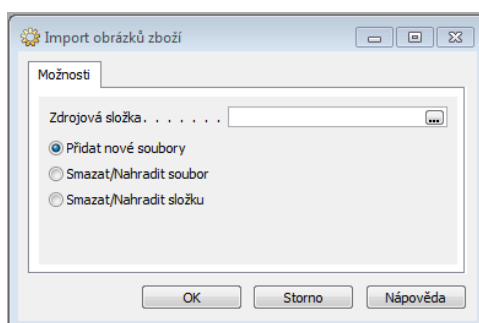 Import obrázků zboží
Možnosti
Zdrojová složka. . . . . . . ...
Přidat nové soubory
Smazat/Nahradit soubor
Smazat/Nahradit složku
OK Storno Nápověda